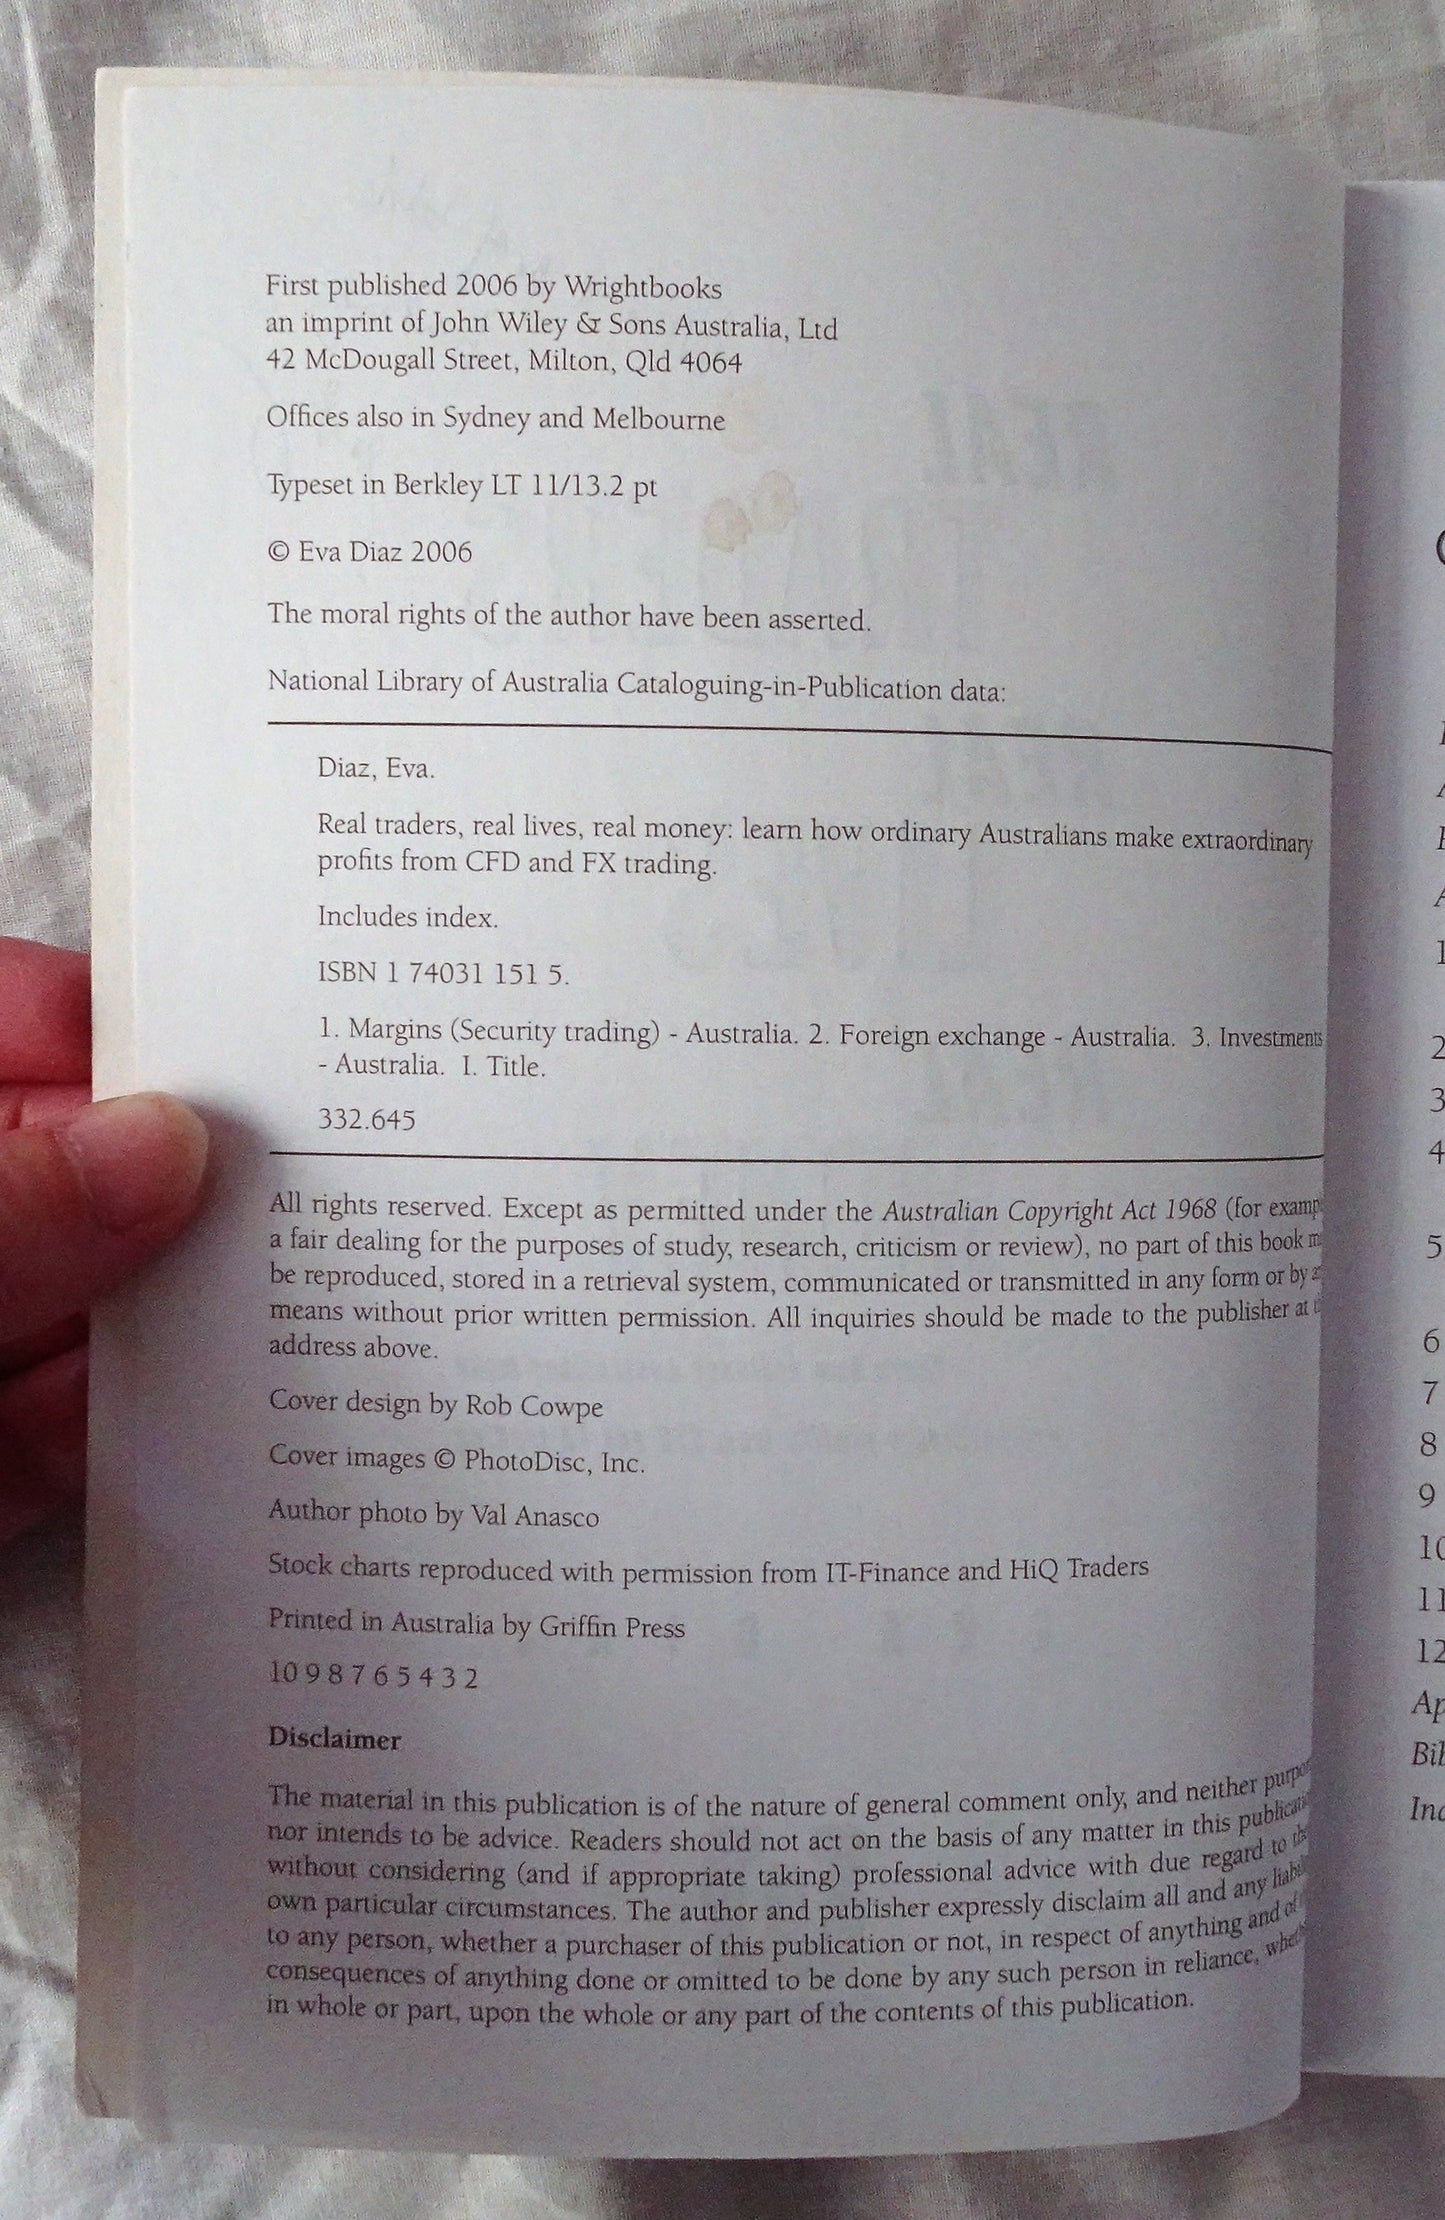 First published 2006 by Wrightbooks
an imprint of John Wiley & Sons Australia, Ltd
42 McDougall Street, Milton, Qld 4064
Offices also in Sydney and Melbourne
Typeset in Berkley LT 11/13.2 pt
© Eva Diaz 2006
The moral rights of the author have been asserted.
National Library of Australia Cataloguing-in-Publication data:
Diaz, Eva.
Real traders, real lives, real money: learn how ordinary Australians make extraordinary
profits from CFD and FX trading.
Includes index.
ISBN 1 74031 151 5.
1. Margins (Security trading) - Australia. 2. Foreign exchange - Australia. 3. Investments
- Australia. I. Title.
332.645
All rights reserved. Except as permitted under the Australian Copyright Act 1968 (for
a fair dealing for the purposes of study, research, criticism or review), no part of this book
be reproduced, stored in a retrieval system, communicated or transmitted in any form or by
means without prior written permission. All inquiries should be made to the publisher at
address above.
Cover design by Rob Cowpe
Cover images © PhotoDisc, Inc.
Author photo by Val Anasco
Stock charts reproduced with permission from IT-Finance and HiQ Traders
Printed in Australia by Griffin Press
10 9 8 7 6 5 4 3 2
Disclaimer
The material in this publication is of the nature of general comment only, and neither
nor intends to be advice. Readers should not act on the basis of any matter in this
without considering (and if appropriate taking) professional advice with due regard to
own particular circumstances. The author and publisher expressly disclaim all and any
to any person, whether a purchaser of this publication or not, in respect of anything and of
consequences of anything done or omitted to be done by any such person in reliance,
in whole or part, upon the whole or any part of the contents of this publication.
2
3
4
5
6
7
8
9
11
12